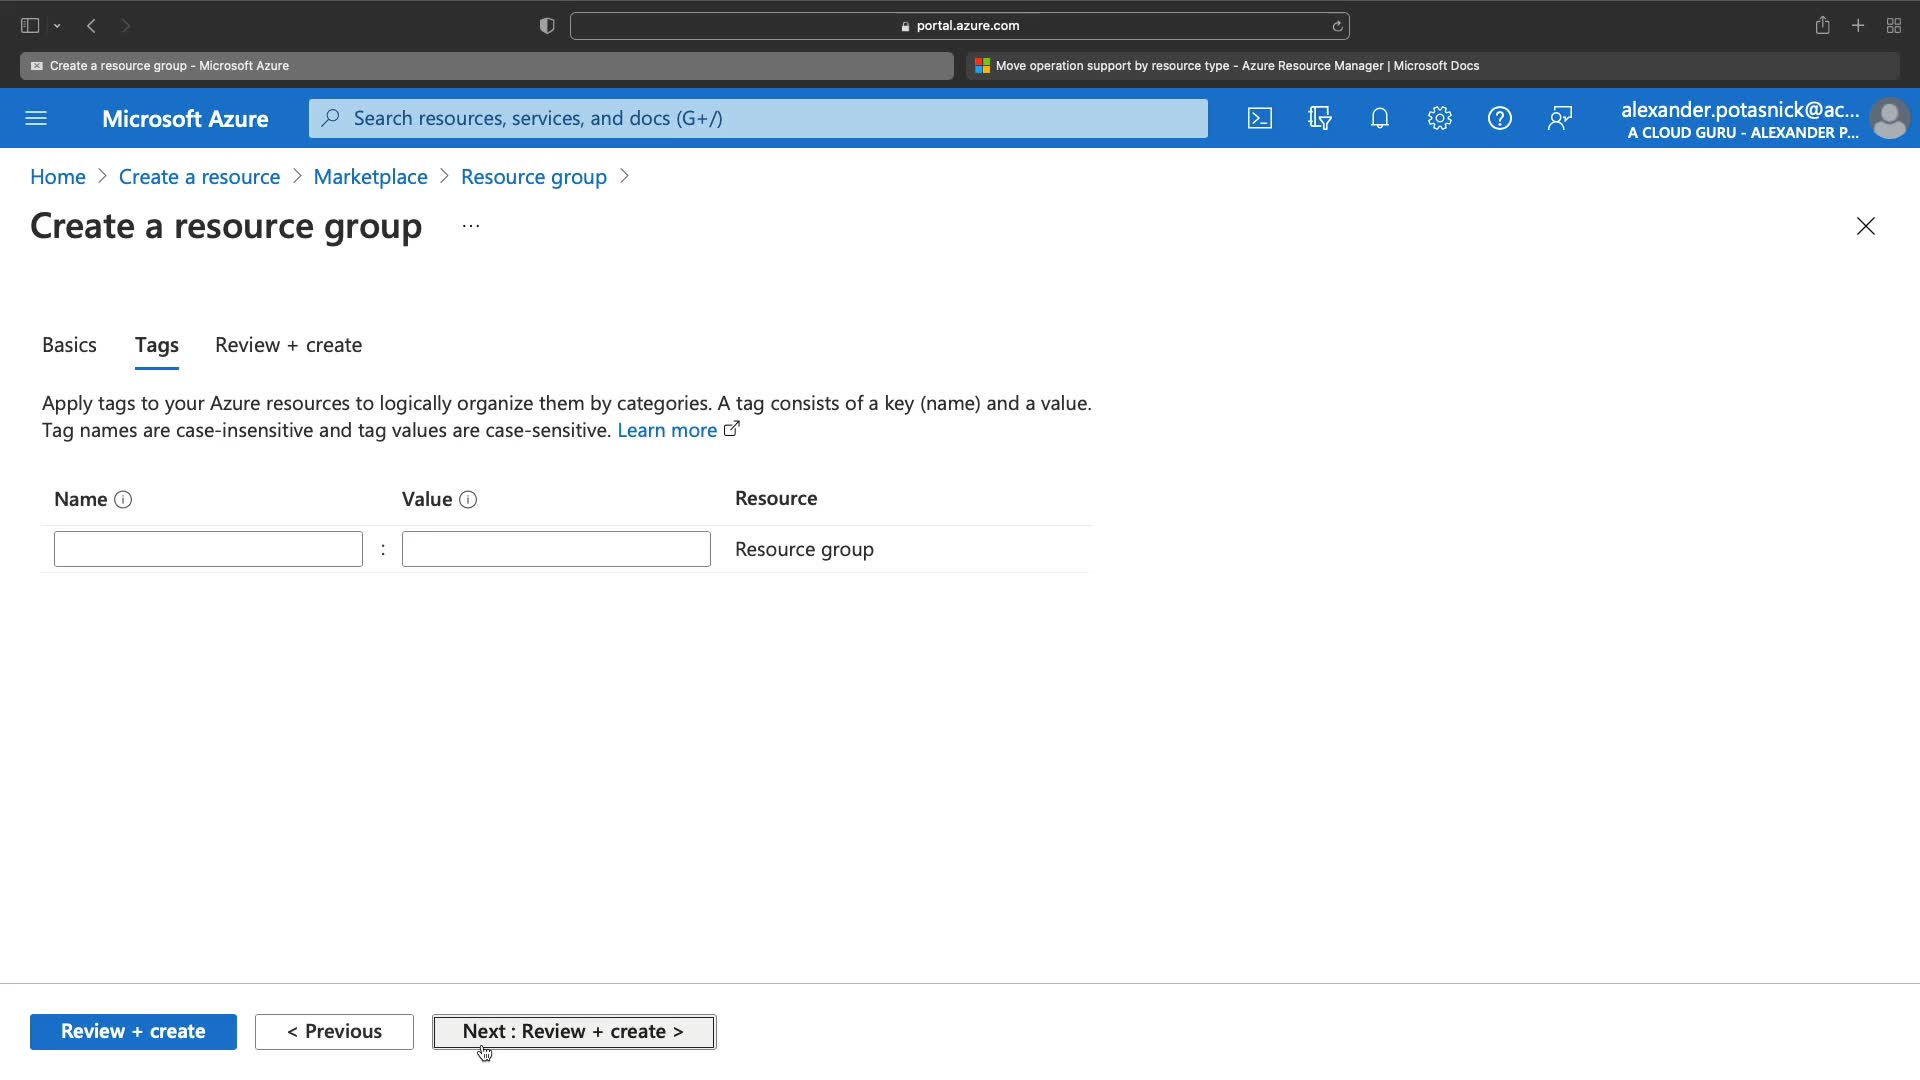 portal.azure.com
Create a resource group - Microsoft Azure
Move operation support by resource type - Azure Resource Manager | Microsoft Docs
Microsoft Azure
Search resources, services, and docs (G+/)
alexander.potasnick@ac...
A CLOUD GURU - ALEXANDER P...
Home > Create a resource > Marketplace > Resource group >
Create a resource group ...
Basics Tags Review + create
Apply tags to your Azure resources to logically organize them by categories. A tag consists of a key (name) and a value.
Tag names are case-insensitive and tag values are case-sensitive. Learn more
Name Value Resource
: Resource group
Review + create < Previous Next : Review + create >